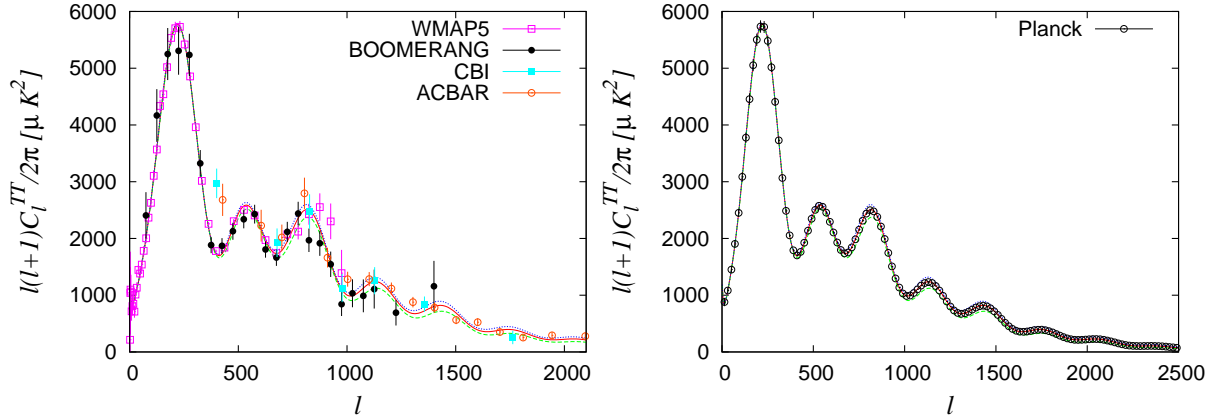 6000
5000
4000
3000
2000
1000
0
l(l+1)C_l^{TT}/2π [μ K^2]
WMAP5
BOOMERANG
CBI
ACBAR
0 500 1000 1500 2000
l
6000
5000
4000
3000
2000
1000
0
l(l+1)C_l^{TT}/2π [μ K^2]
Planck
0 500 1000 1500 2000 2500
l